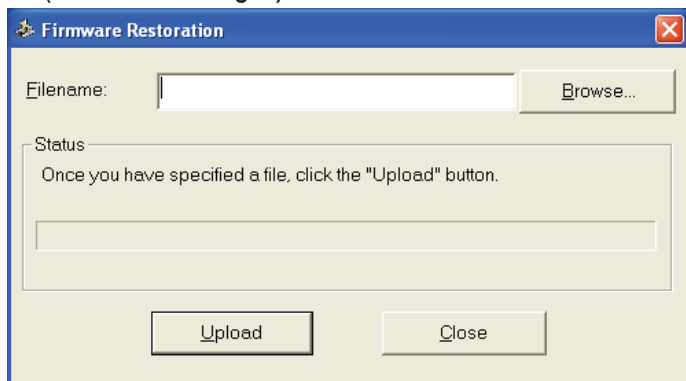 Firmware Restoration
Filename:
Browse...
Status
Once you have specified a file, click the "Upload" button.
Upload
Close